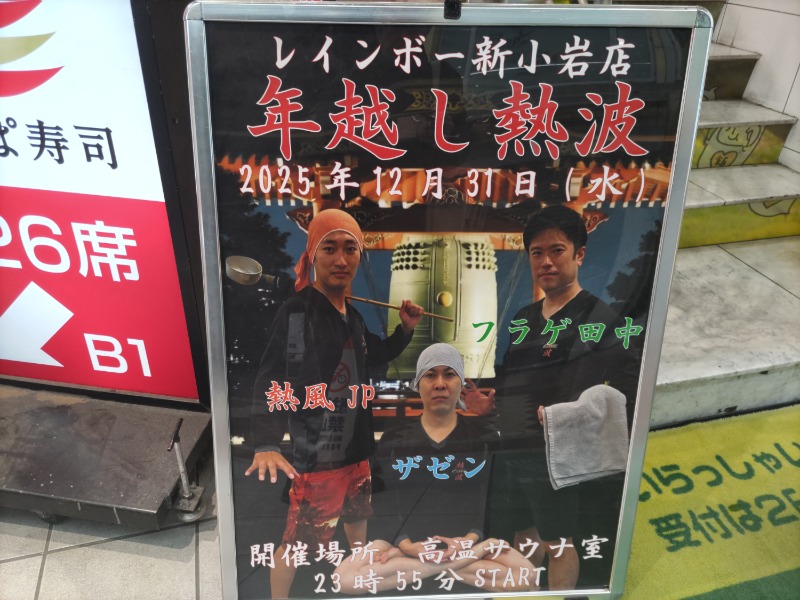 レインボー新小岩店
年越し熱波
2025年12月31日(水)
フラゲ田中
熱風JP
ザゼン
開催場所 高温サウナ室
23時55分START
ぱ寿司
26席
B1
いらっしゃい
受付は26